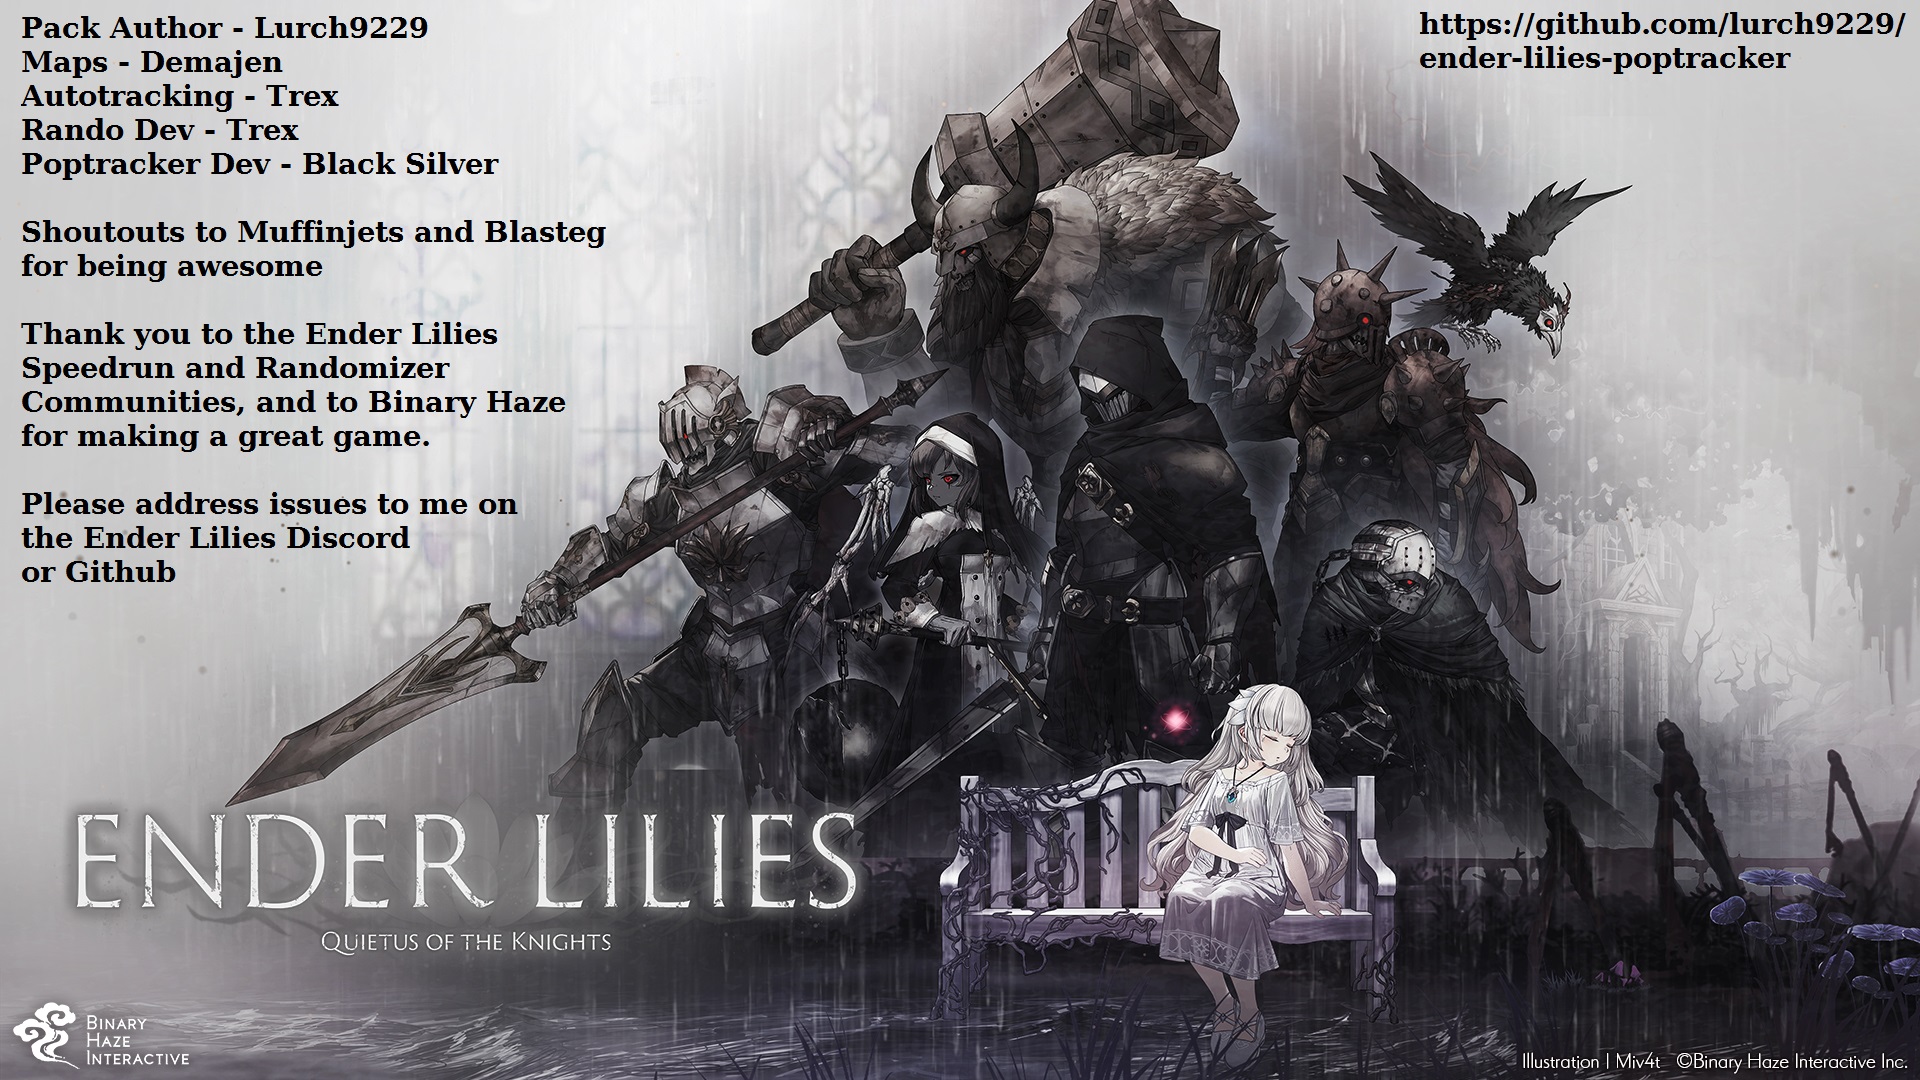 Pack Author - Lurch9229
Maps - Demajen
Autotracking - Trex
Rando Dev - Trex
Poptracker Dev - Black Silver
Shoutouts to Muffinjets and Blasteg
for being awesome
Thank you to the Ender Lilies
Speedrun and Randomizer
Communities, and to Binary Haze
for making a great game.
Please address issues to me on
the Ender Lilies Discord
or Github
https://github.com/lurch9229/
ender-lilies-poptracker
ENDER LILIES
QUIETUS OF THE KNIGHTS
BINARY
HAZE
INTERACTIVE
Illustration | Miv4t ©Binary Haze Interactive Inc.